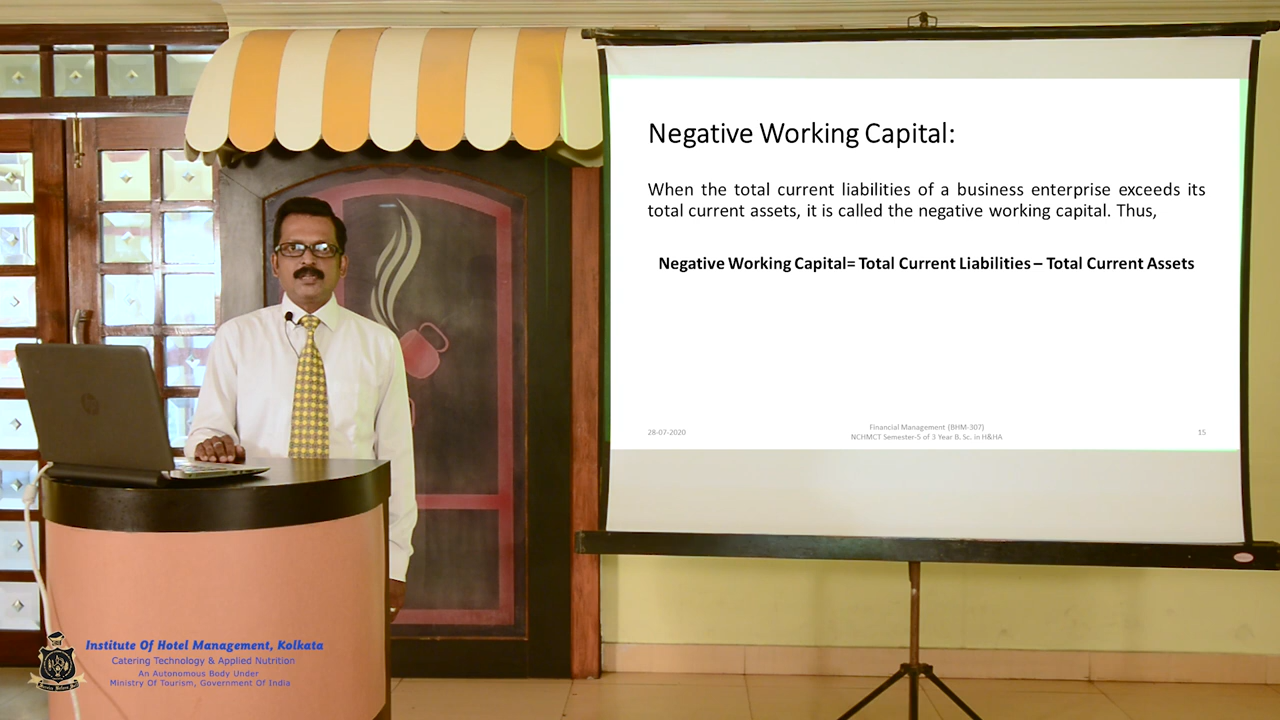 Negative Working Capital:
When the total current liabilities of a business enterprise exceeds its
total current assets, it is called the negative working capital. Thus,
Negative Working Capital= Total Current Liabilities – Total Current Assets
28-07-2020
Financial Management (BHM-307)
NCHMCT Semester-5 of 3 Year B. Sc. in H&HA
15
Institute Of Hotel Management, Kolkata
Catering Technology & Applied Nutrition
An Autonomous Body Under
Ministry Of Tourism, Government Of India